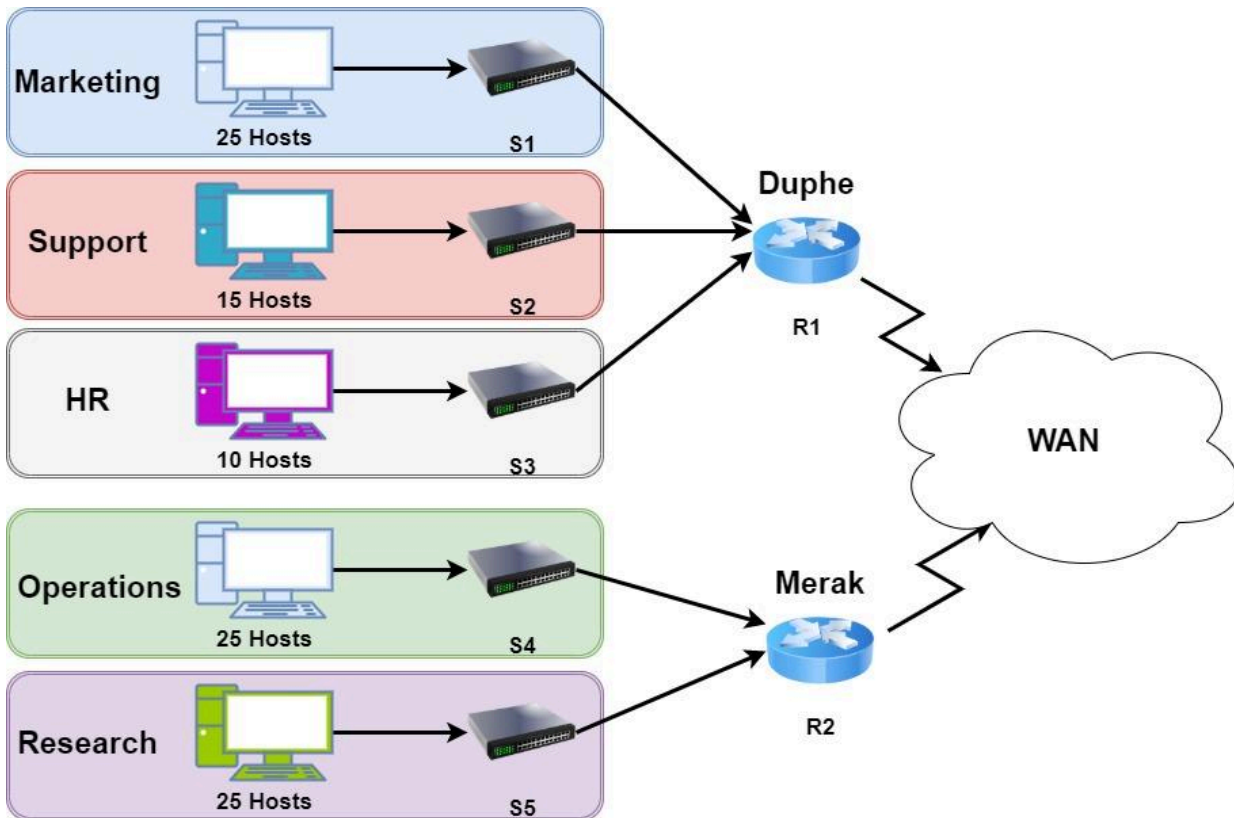 Marketing
25 Hosts
S1
Support
15 Hosts
S2
HR
10 Hosts
S3
Duphe
R1
WAN
Operations
25 Hosts
S4
Research
25 Hosts
S5
Merak
R2